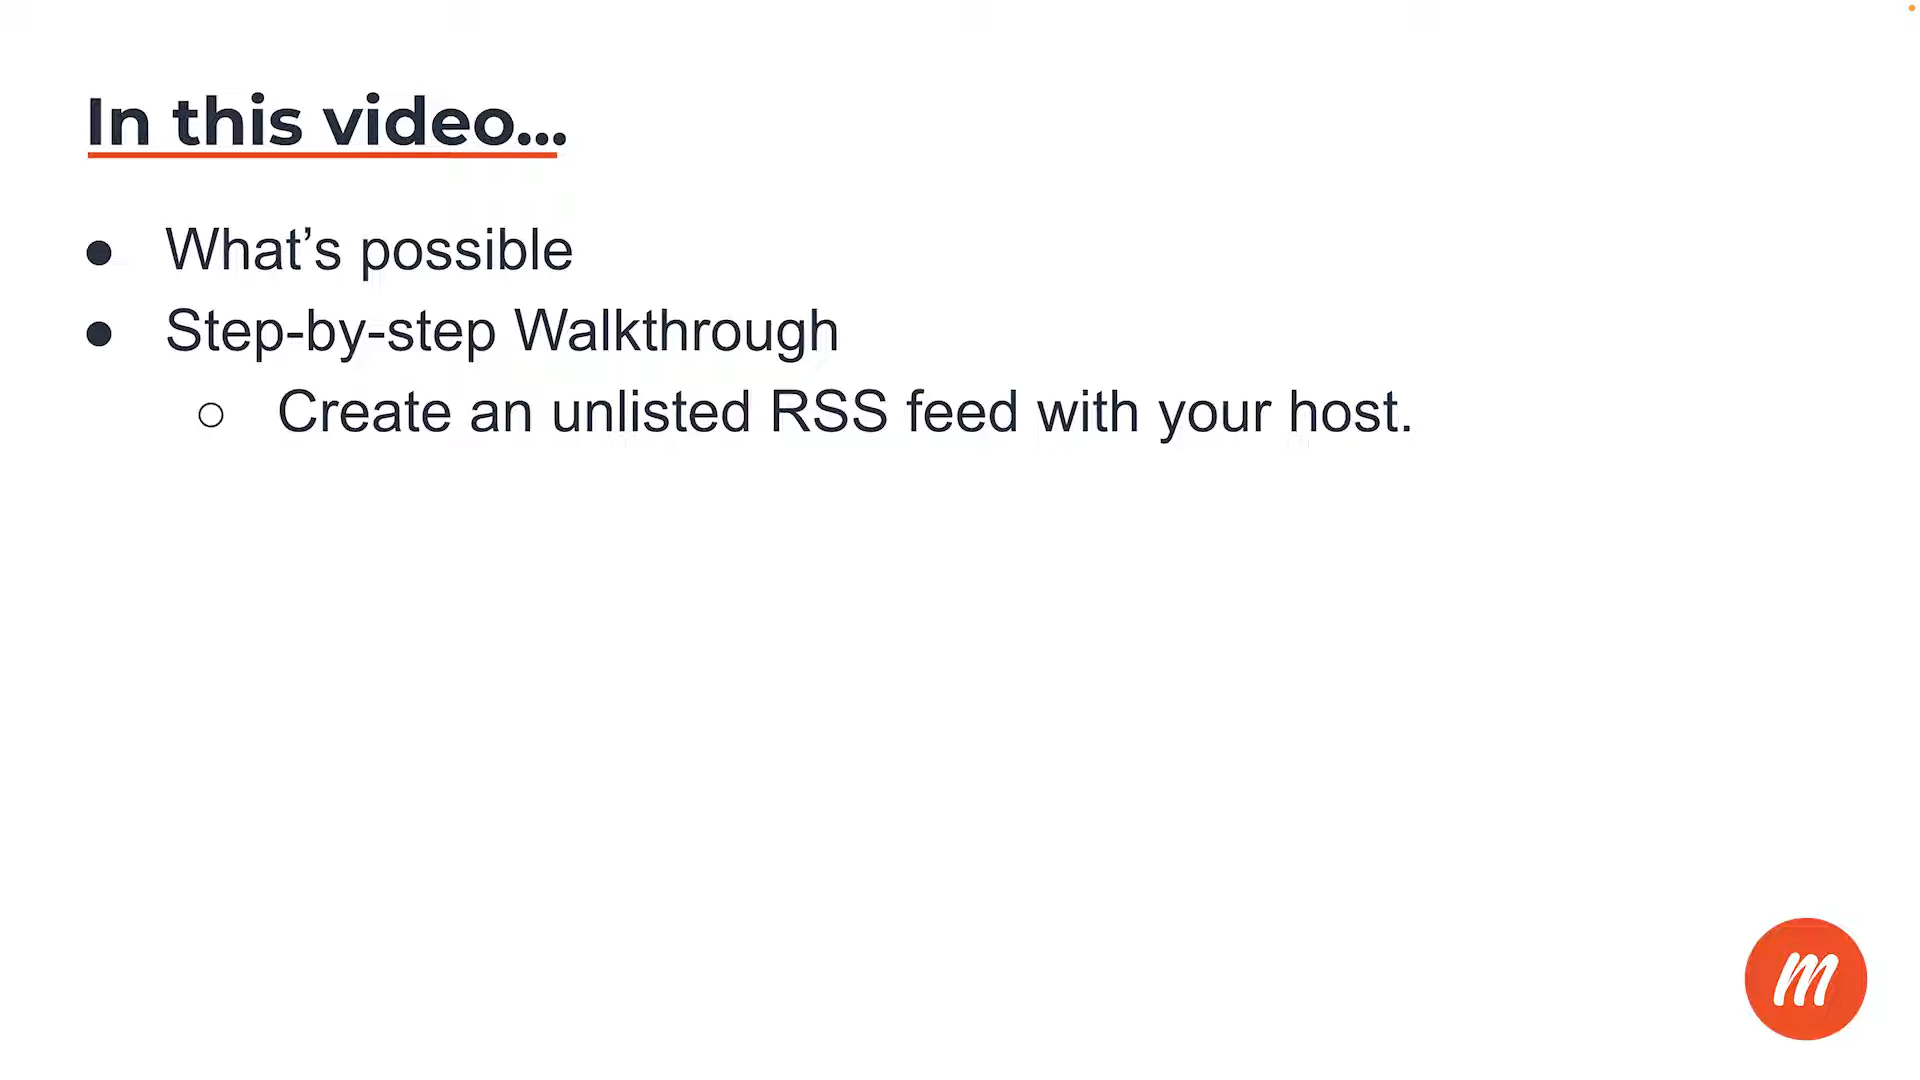 In this video...
● What’s possible
● Step-by-step Walkthrough
○ Create an unlisted RSS feed with your host.
m